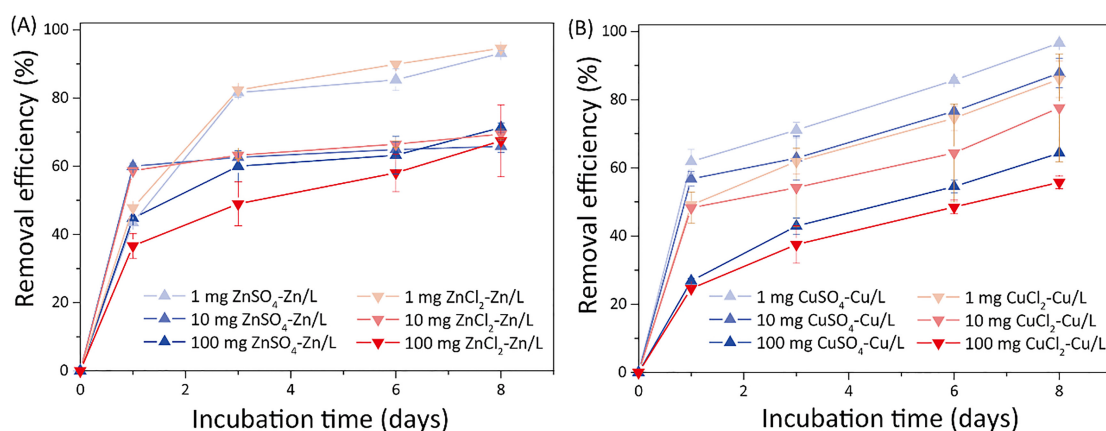 (A)
Removal efficiency (%)
100
80
60
40
20
0
1 mg ZnSO4-Zn/L
10 mg ZnSO4-Zn/L
100 mg ZnSO4-Zn/L
1 mg ZnCl2-Zn/L
10 mg ZnCl2-Zn/L
100 mg ZnCl2-Zn/L
0 2 4 6 8
Incubation time (days)
(B)
Removal efficiency (%)
100
80
60
40
20
0
1 mg CuSO4-Cu/L
10 mg CuSO4-Cu/L
100 mg CuSO4-Cu/L
1 mg CuCl2-Cu/L
10 mg CuCl2-Cu/L
100 mg CuCl2-Cu/L
0 2 4 6 8
Incubation time (days)